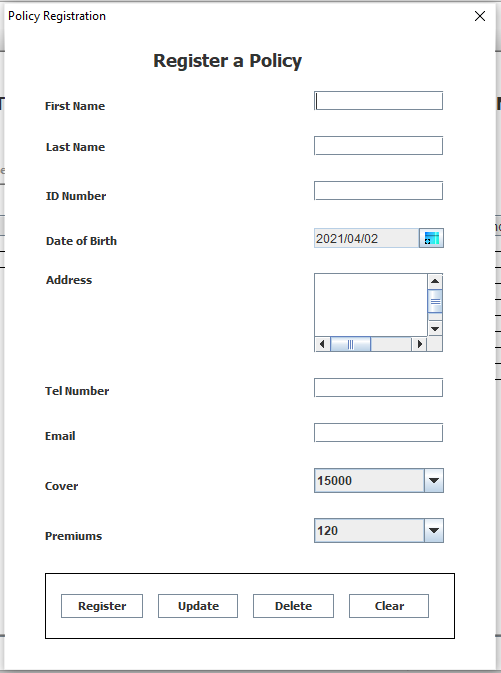 Policy Registration
Register a Policy
First Name
Last Name
ID Number
Date of Birth 2021/04/02
Address
Tel Number
Email
Cover 15000
Premiums 120
Register Update Delete Clear